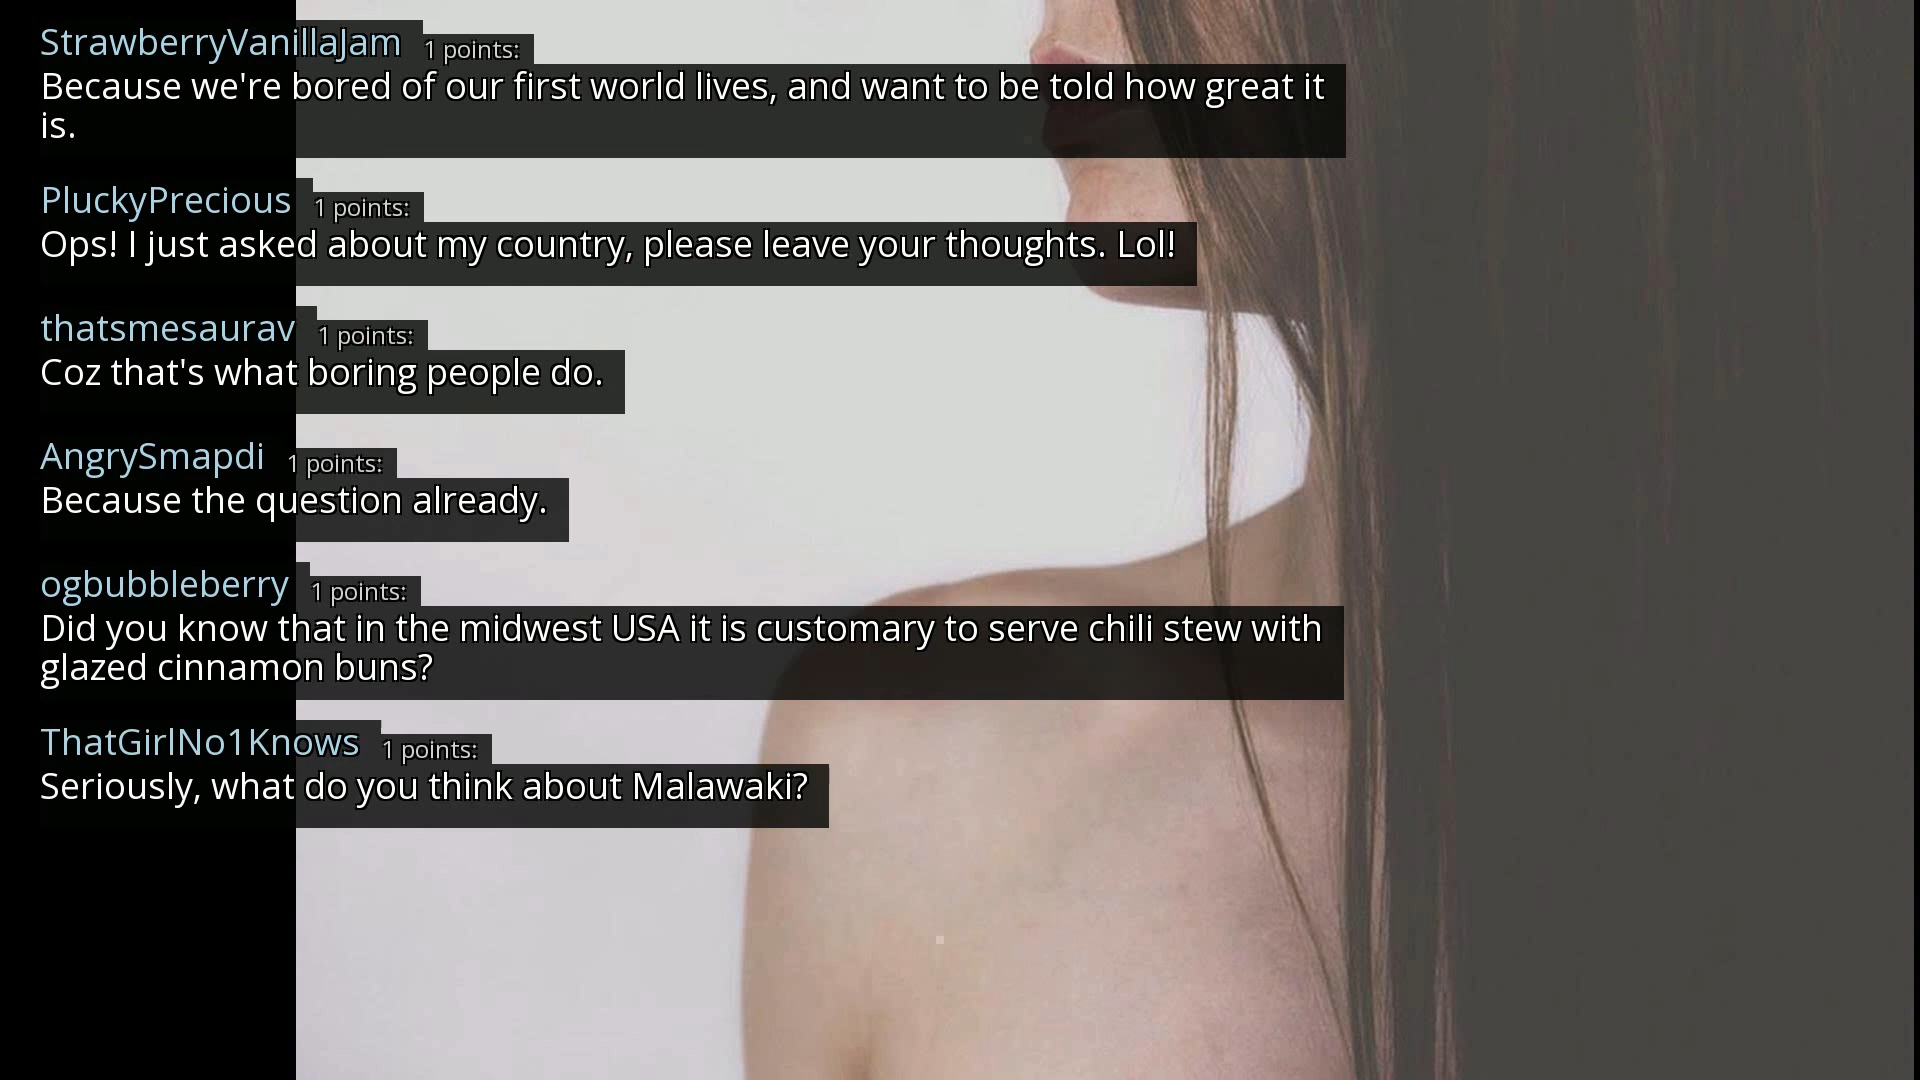 StrawberryVanillaJam 1 points:
Because we're bored of our first world lives, and want to be told how great it
is.
PluckyPrecious 1 points:
Ops! I just asked about my country, please leave your thoughts. Lol!
thatsmesaurav 1 points:
Coz that's what boring people do.
AngrySmapdi 1 points:
Because the question already.
ogbubbleberry 1 points:
Did you know that in the midwest USA it is customary to serve chili stew with
glazed cinnamon buns?
ThatGirlNo1Knows 1 points:
Seriously, what do you think about Malawaki?